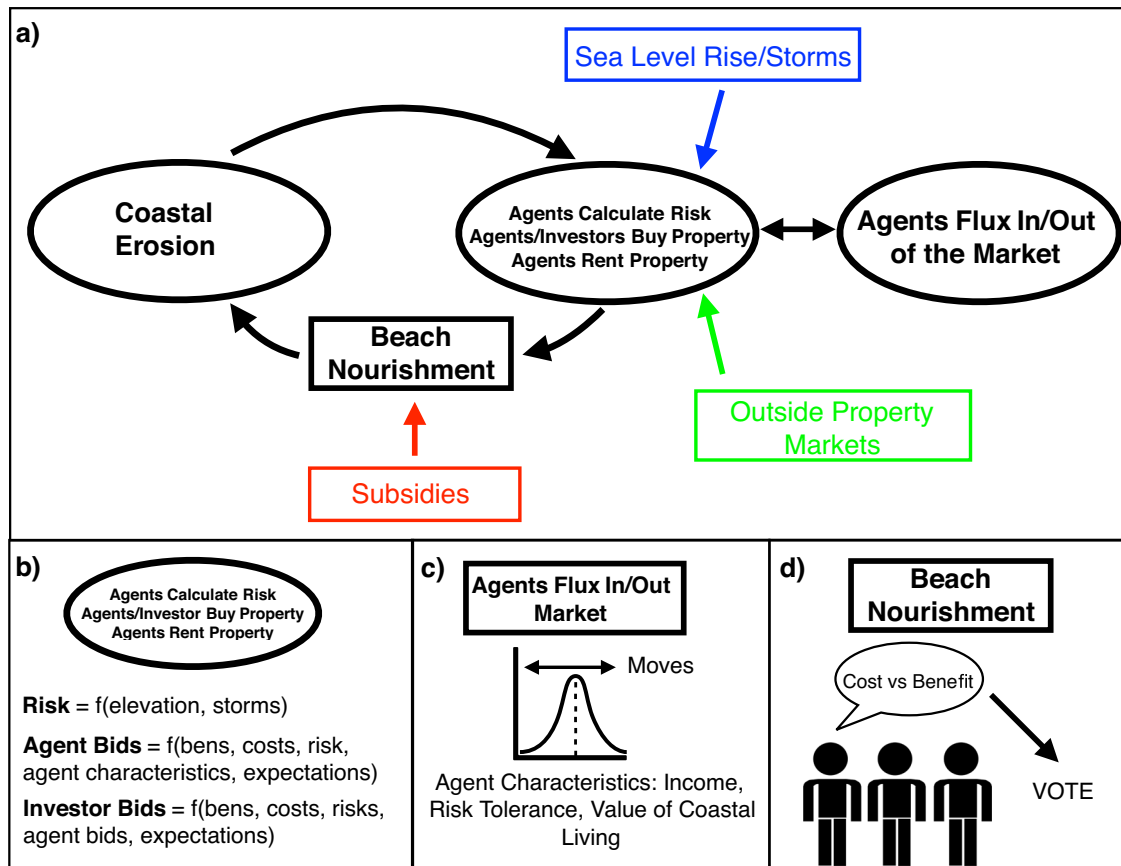 a)
Sea Level Rise/Storms
Coastal
Erosion
Agents Calculate Risk
Agents/Investors Buy Property
Agents Rent Property
Agents Flux In/Out
of the Market
Beach
Nourishment
Outside Property
Markets
Subsidies
b)
Agents Calculate Risk
Agents/Investor Buy Property
Agents Rent Property
Risk = f(elevation, storms)
Agent Bids = f(bens, costs, risk,
agent characteristics, expectations)
Investor Bids = f(bens, costs, risks,
agent bids, expectations)
c)
Agents Flux In/Out
Market
Moves
Agent Characteristics: Income,
Risk Tolerance, Value of Coastal
Living
d)
Beach
Nourishment
Cost vs Benefit
VOTE